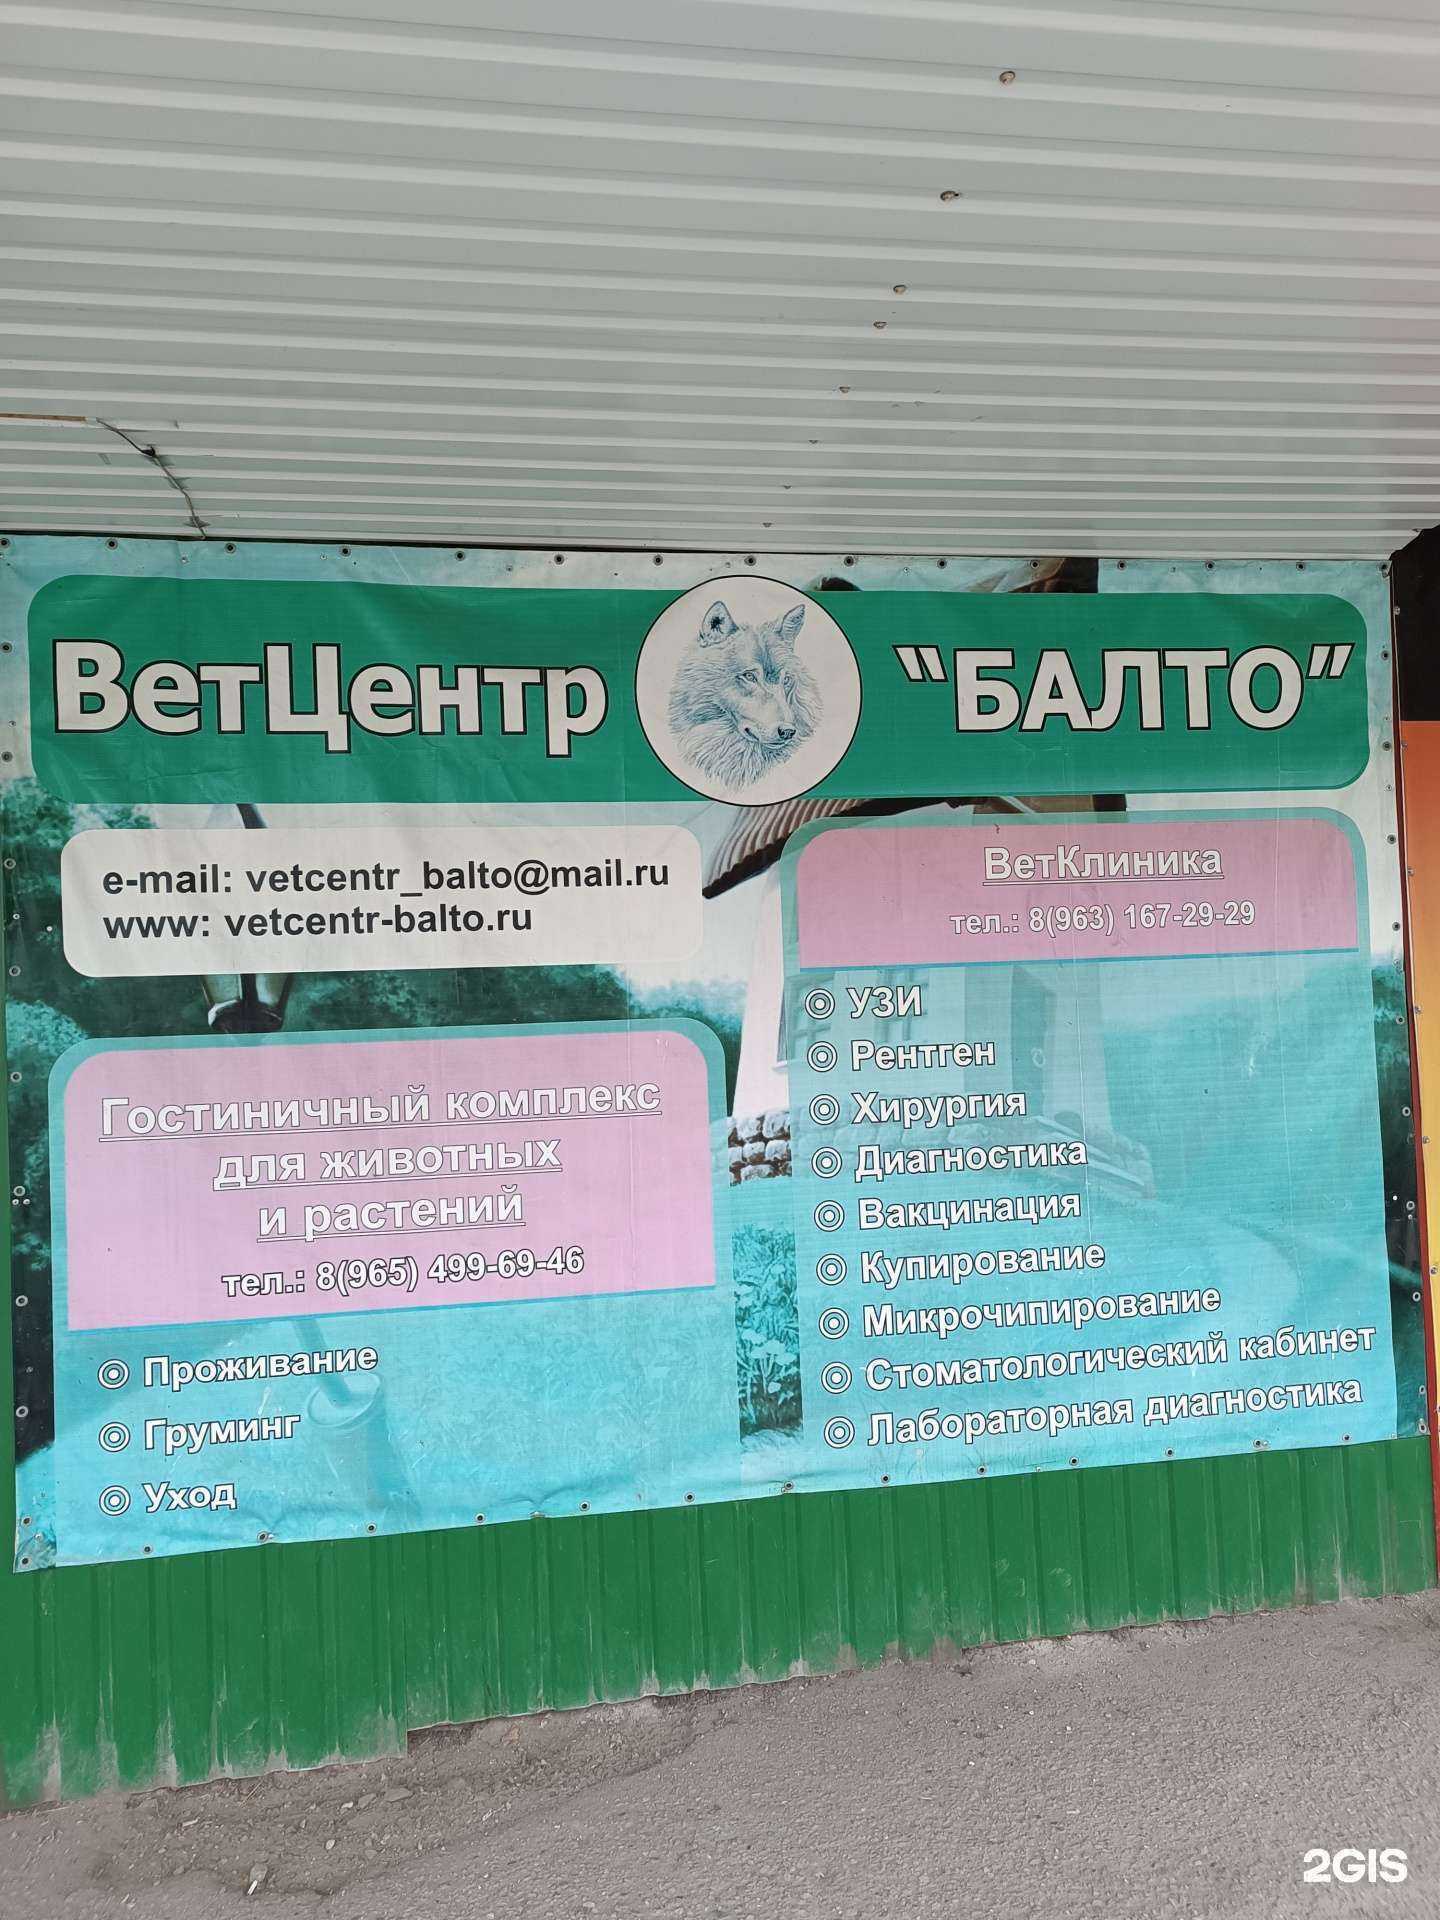 ВетЦентр "БАЛТО"
e-mail: vetcentr_balto@mail.ru
www: vetcentr-balto.ru
Гостиничный комплекс
для животных
и растений
тел.: 8(965) 499-69-46
Проживание
Груминг
Уход
ВетКлиника
тел.: 8(963) 167-29-29
УЗИ
Рентген
Хирургия
Диагностика
Вакцинация
Купирование
Микрочипирование
Стоматологический кабинет
Лабораторная диагностика
2GIS